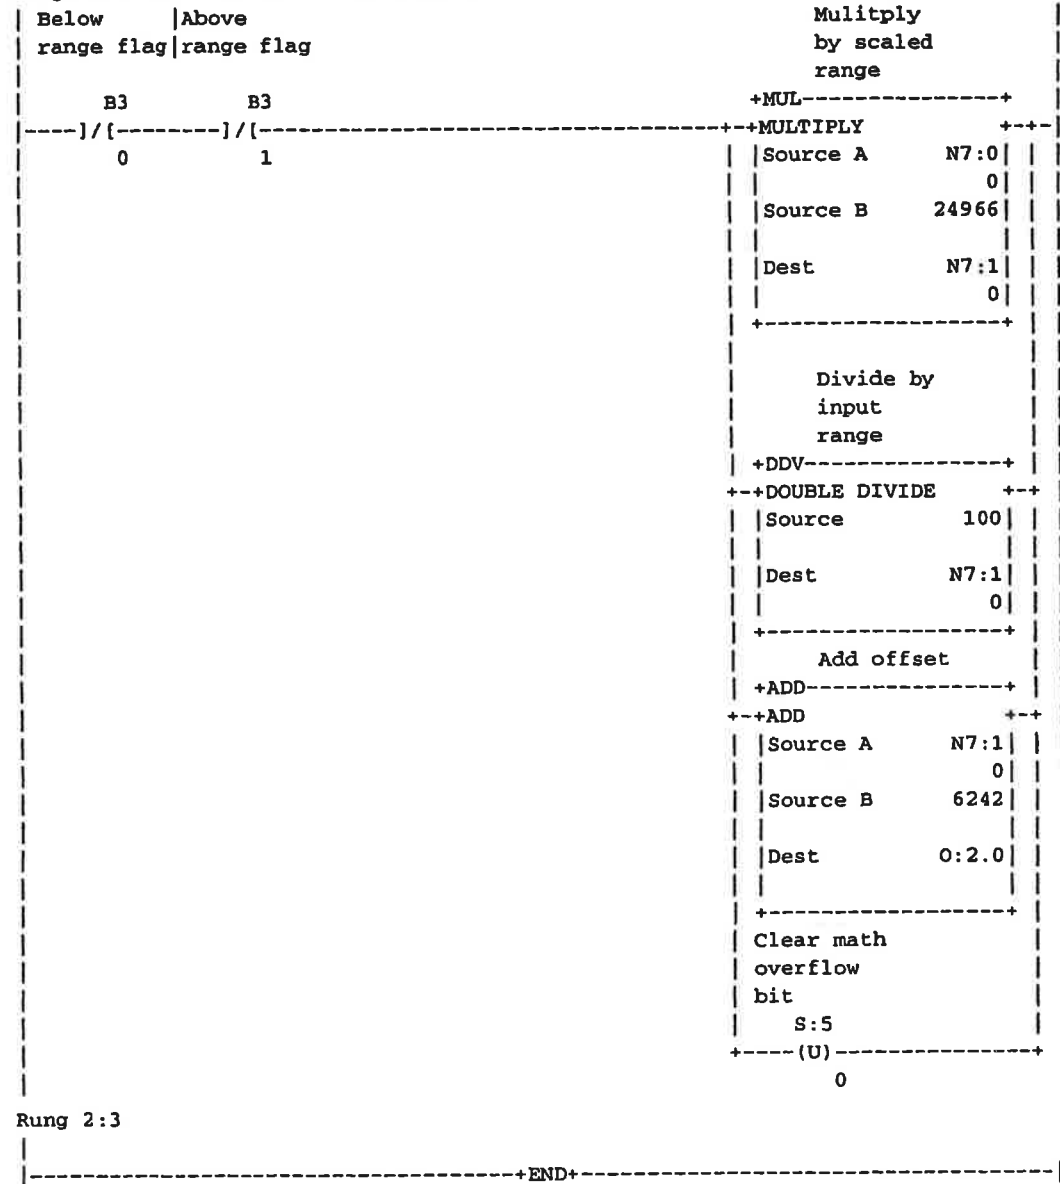 Below |Above
range flag|range flag
Mulitply
by scaled
range
B3 B3 +MUL------------------+
|----]/[--------]/[--------------------------------------+-+MULTIPLY +-+-|
0 1 | |Source A N7:0| |
| | 0| |
| |Source B 24966| |
| | | |
| |Dest N7:1| |
| | 0| |
| +------------------+ |
Divide by
input
range
| +DDV----------------+ |
+-+DOUBLE DIVIDE +-+
| |Source 100| |
| | | |
| |Dest N7:1| |
| | 0| |
| +------------------+ |
Add offset
| +ADD----------------+ |
+-+ADD +-+
| |Source A N7:1| |
| | 0| |
| |Source B 6242| |
| | | |
| |Dest O:2.0| |
| | | |
| +------------------+ |
Clear math
overflow
bit
S:5
+-----(U)----------------+
0
Rung 2:3
|------------------------------------+END+------------------------------------|